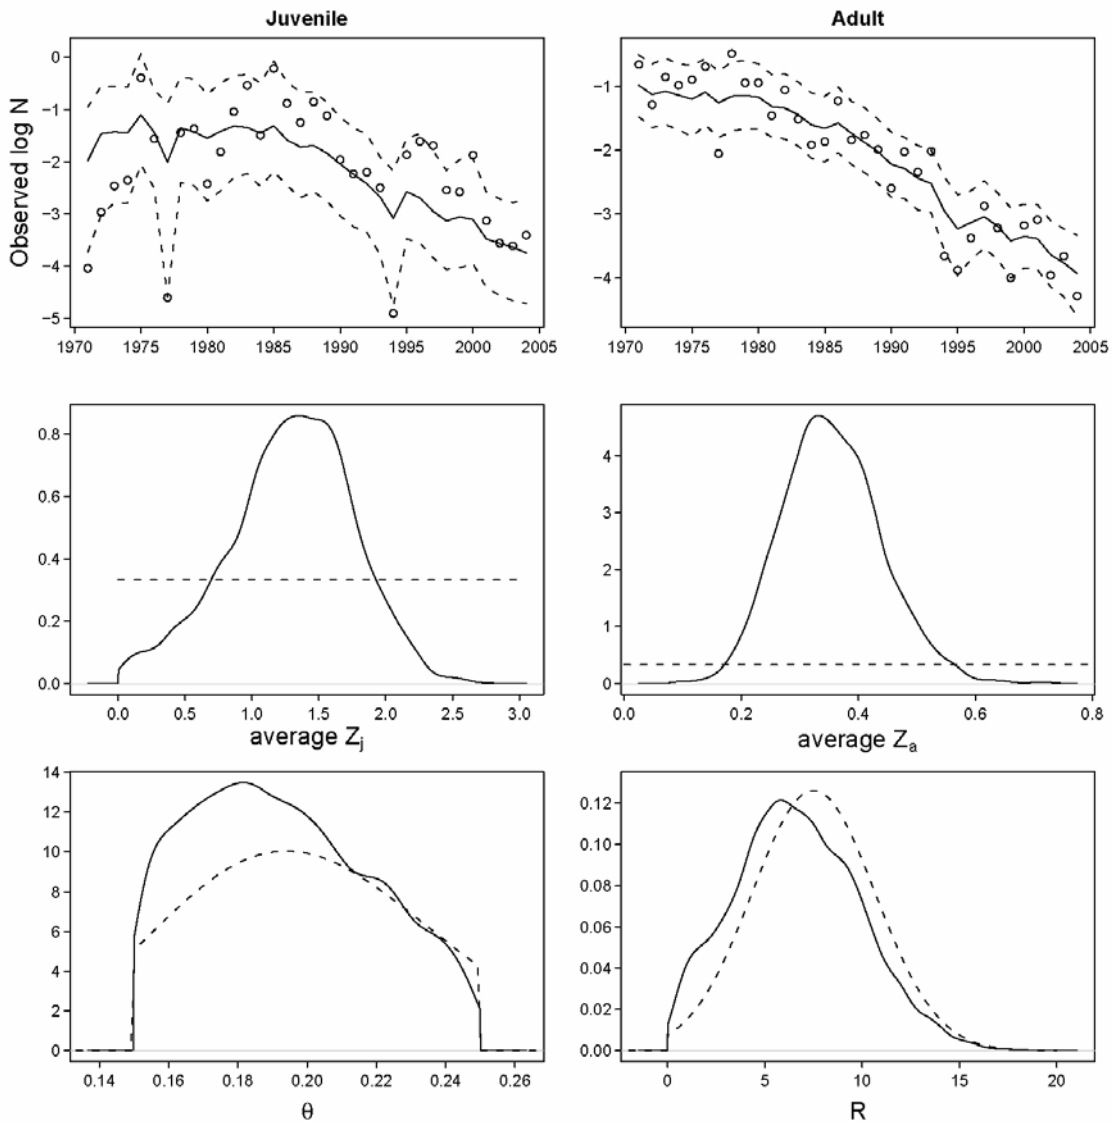 Juvenile
Adult
Observed log N
0
-1
-2
-3
-4
-5
1970 1975 1980 1985 1990 1995 2000 2005
-1
-2
-3
-4
1970 1975 1980 1985 1990 1995 2000 2005
0.8
0.6
0.4
0.2
0.0
0.0 0.5 1.0 1.5 2.0 2.5 3.0
average Zj
4
3
2
1
0
0.0 0.2 0.4 0.6 0.8
average Za
14
12
10
8
6
4
2
0
0.14 0.16 0.18 0.20 0.22 0.24 0.26
θ
0.12
0.10
0.08
0.06
0.04
0.02
0.00
0 5 10 15 20
R